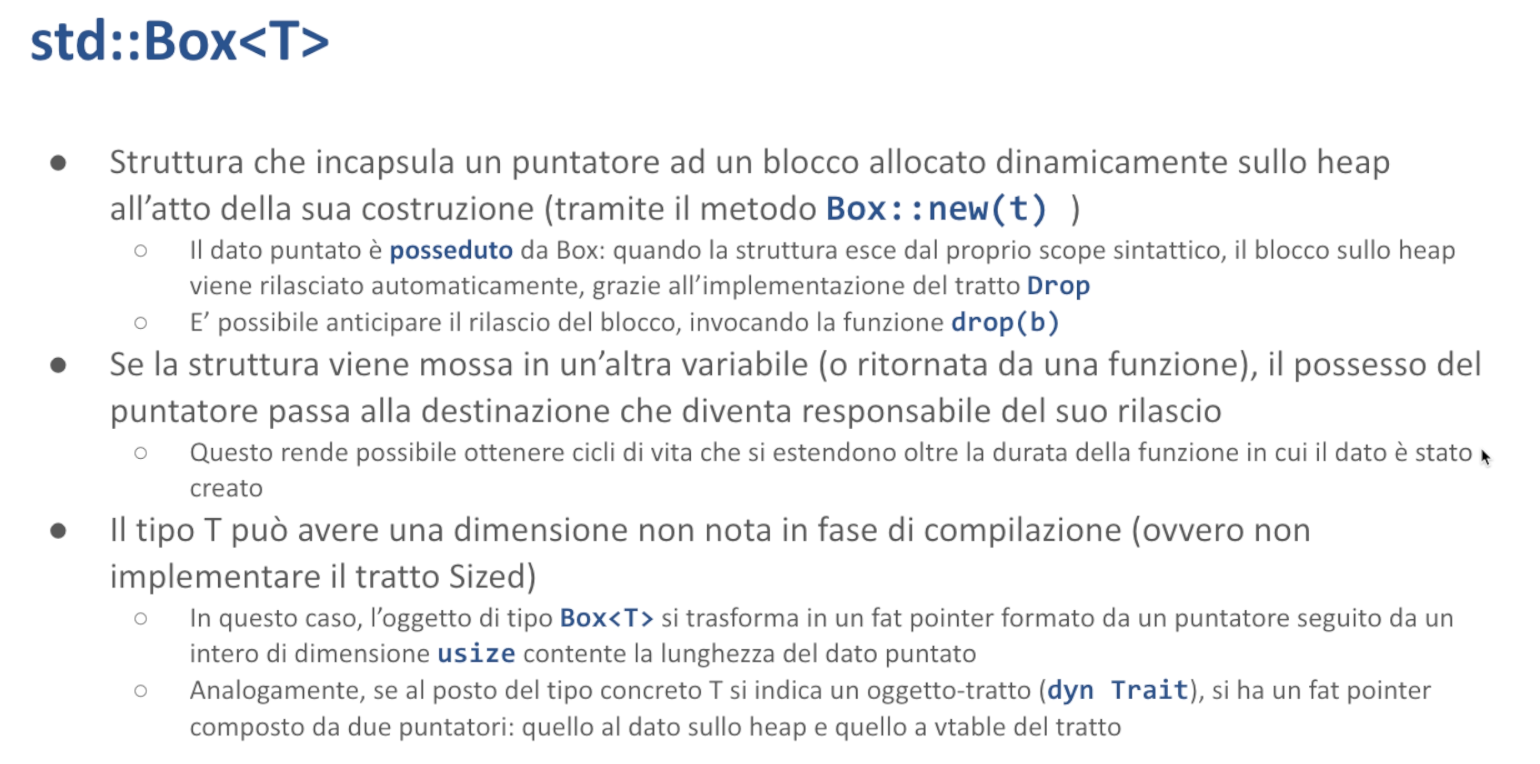 std::Box<T>
● Struttura che incapsula un puntatore ad un blocco allocato dinamicamente sullo heap
all’atto della sua costruzione (tramite il metodo Box::new(t) )
○ Il dato puntato è posseduto da Box: quando la struttura esce dal proprio scope sintattico, il blocco sullo heap
viene rilasciato automaticamente, grazie all’implementazione del tratto Drop
○ E’ possibile anticipare il rilascio del blocco, invocando la funzione drop(b)
● Se la struttura viene mossa in un’altra variabile (o ritornata da una funzione), il possesso del
puntatore passa alla destinazione che diventa responsabile del suo rilascio
○ Questo rende possibile ottenere cicli di vita che si estendono oltre la durata della funzione in cui il dato è stato
creato
● Il tipo T può avere una dimensione non nota in fase di compilazione (ovvero non
implementare il tratto Sized)
○ In questo caso, l’oggetto di tipo Box<T> si trasforma in un fat pointer formato da un puntatore seguito da un
intero di dimensione usize contente la lunghezza del dato puntato
○ Analogamente, se al posto del tipo concreto T si indica un oggetto-tratto (dyn Trait), si ha un fat pointer
composto da due puntatori: quello al dato sullo heap e quello a vtable del tratto